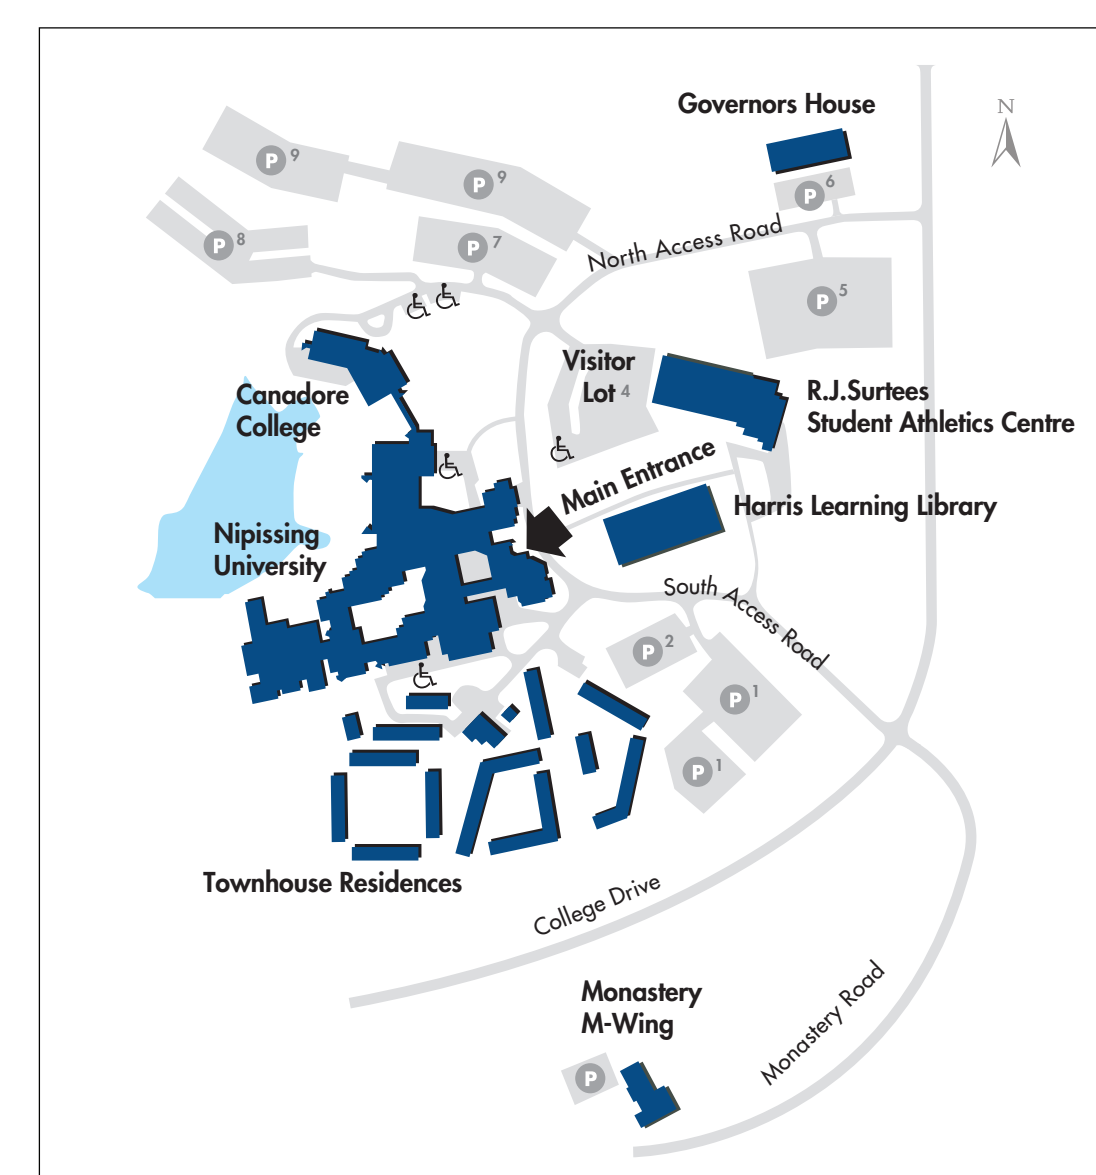 Governors House
N
P 9
P 9
P 6
P 8
P 7
North Access Road
P 5
Visitor
Lot 4
Canadore
College
R.J.Surtees
Student Athletics Centre
Main Entrance
Harris Learning Library
Nipissing
University
South Access Road
P 2
P 1
P 1
Townhouse Residences
College Drive
Monastery
M-Wing
Monastery Road
P